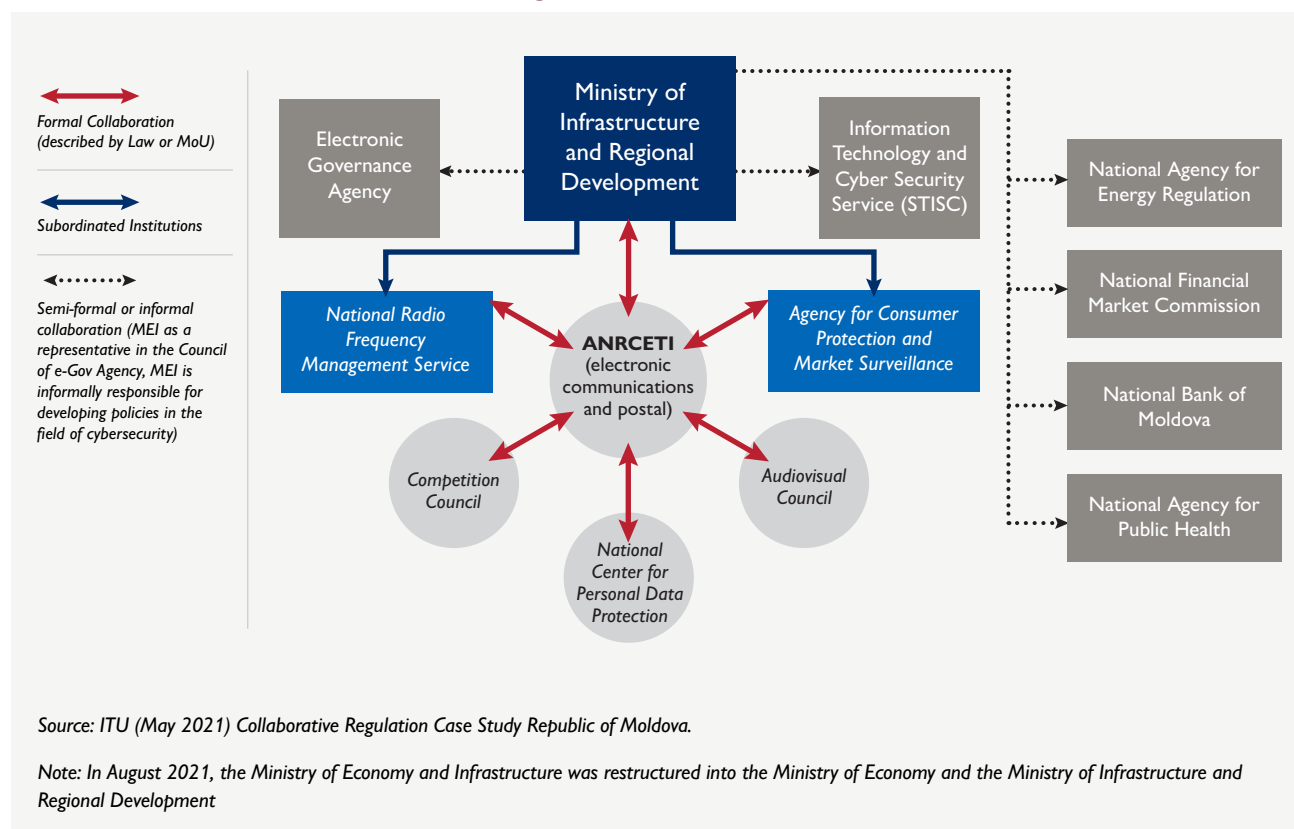 Formal Collaboration
(described by Law or MoU)
Subordinated Institutions
Semi-formal or informal
collaboration (MEI as a
representative in the Council
of e-Gov Agency, MEI is
informally responsible for
developing policies in the
field of cybersecurity)
Electronic
Governance
Agency
Ministry of
Infrastructure
and Regional
Development
Information
Technology and
Cyber Security
Service (STISC)
National Radio
Frequency
Management Service
ANRCETI
(electronic
communications
and postal)
Agency for Consumer
Protection and
Market Surveillance
Competition
Council
National
Center for
Personal Data
Protection
Audiovisual
Council
National Agency for
Energy Regulation
National Financial
Market Commission
National Bank of
Moldova
National Agency for
Public Health
Source: ITU (May 2021) Collaborative Regulation Case Study Republic of Moldova.
Note: In August 2021, the Ministry of Economy and Infrastructure was restructured into the Ministry of Economy and the Ministry of Infrastructure and
Regional Development